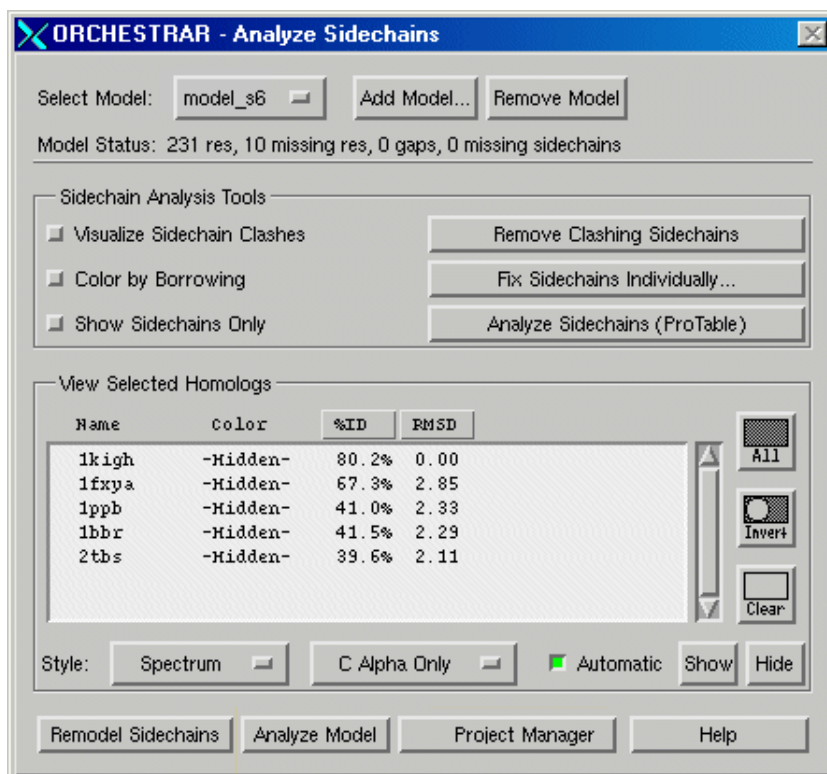 ORCHESTRAR - Analyze Sidechains
Select Model: model_s6 Add Model... Remove Model
Model Status: 231 res, 10 missing res, 0 gaps, 0 missing sidechains
Sidechain Analysis Tools
Visualize Sidechain Clashes Remove Clashing Sidechains
Color by Borrowing Fix Sidechains Individually...
Show Sidechains Only Analyze Sidechains (ProTable)
View Selected Homologs
Name Color %ID RMSD
1kigh -Hidden- 80.2% 0.00 All
1fxya -Hidden- 67.3% 2.85
1ppb -Hidden- 41.0% 2.33
1bbr -Hidden- 41.5% 2.29 Invert
2tbs -Hidden- 39.6% 2.11
Clear
Style: Spectrum C Alpha Only Automatic Show Hide
Remodel Sidechains Analyze Model Project Manager Help